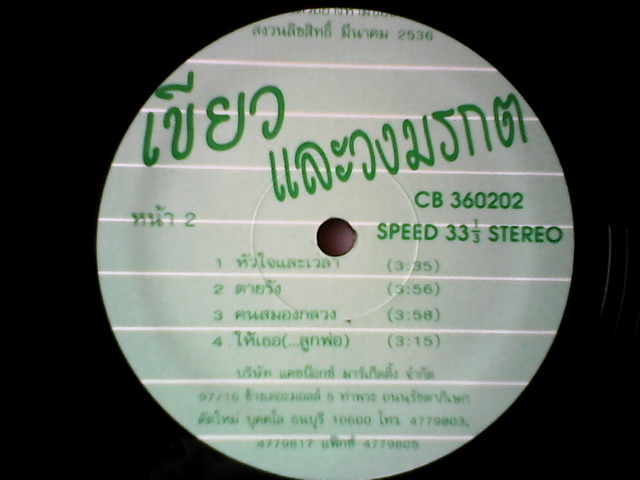 สงวนลิขสิทธิ์ มีนาคม 2536
เขียว
และวงมรกต
CB 360202
หน้า 2
SPEED 33⅓ STEREO
1 หัวใจและเวลา (3:35)
2 ตายรัง (3:56)
3 คนสมองกลวง (3:58)
4 ให้เธอ(...ลูกพ่อ) (3:15)
บริษัท แคชบ๊อกซ์ มาร์เก็ตติ้ง จำกัด
97/16 ข้างเดอะมอลล์ 5 ท่าพระ ถนนรัชดาภิเษก
ตัดใหม่ บุคคโล ธนบุรี 10600 โทร. 4779803,
4779817 แฟ็กซ์ 4779805